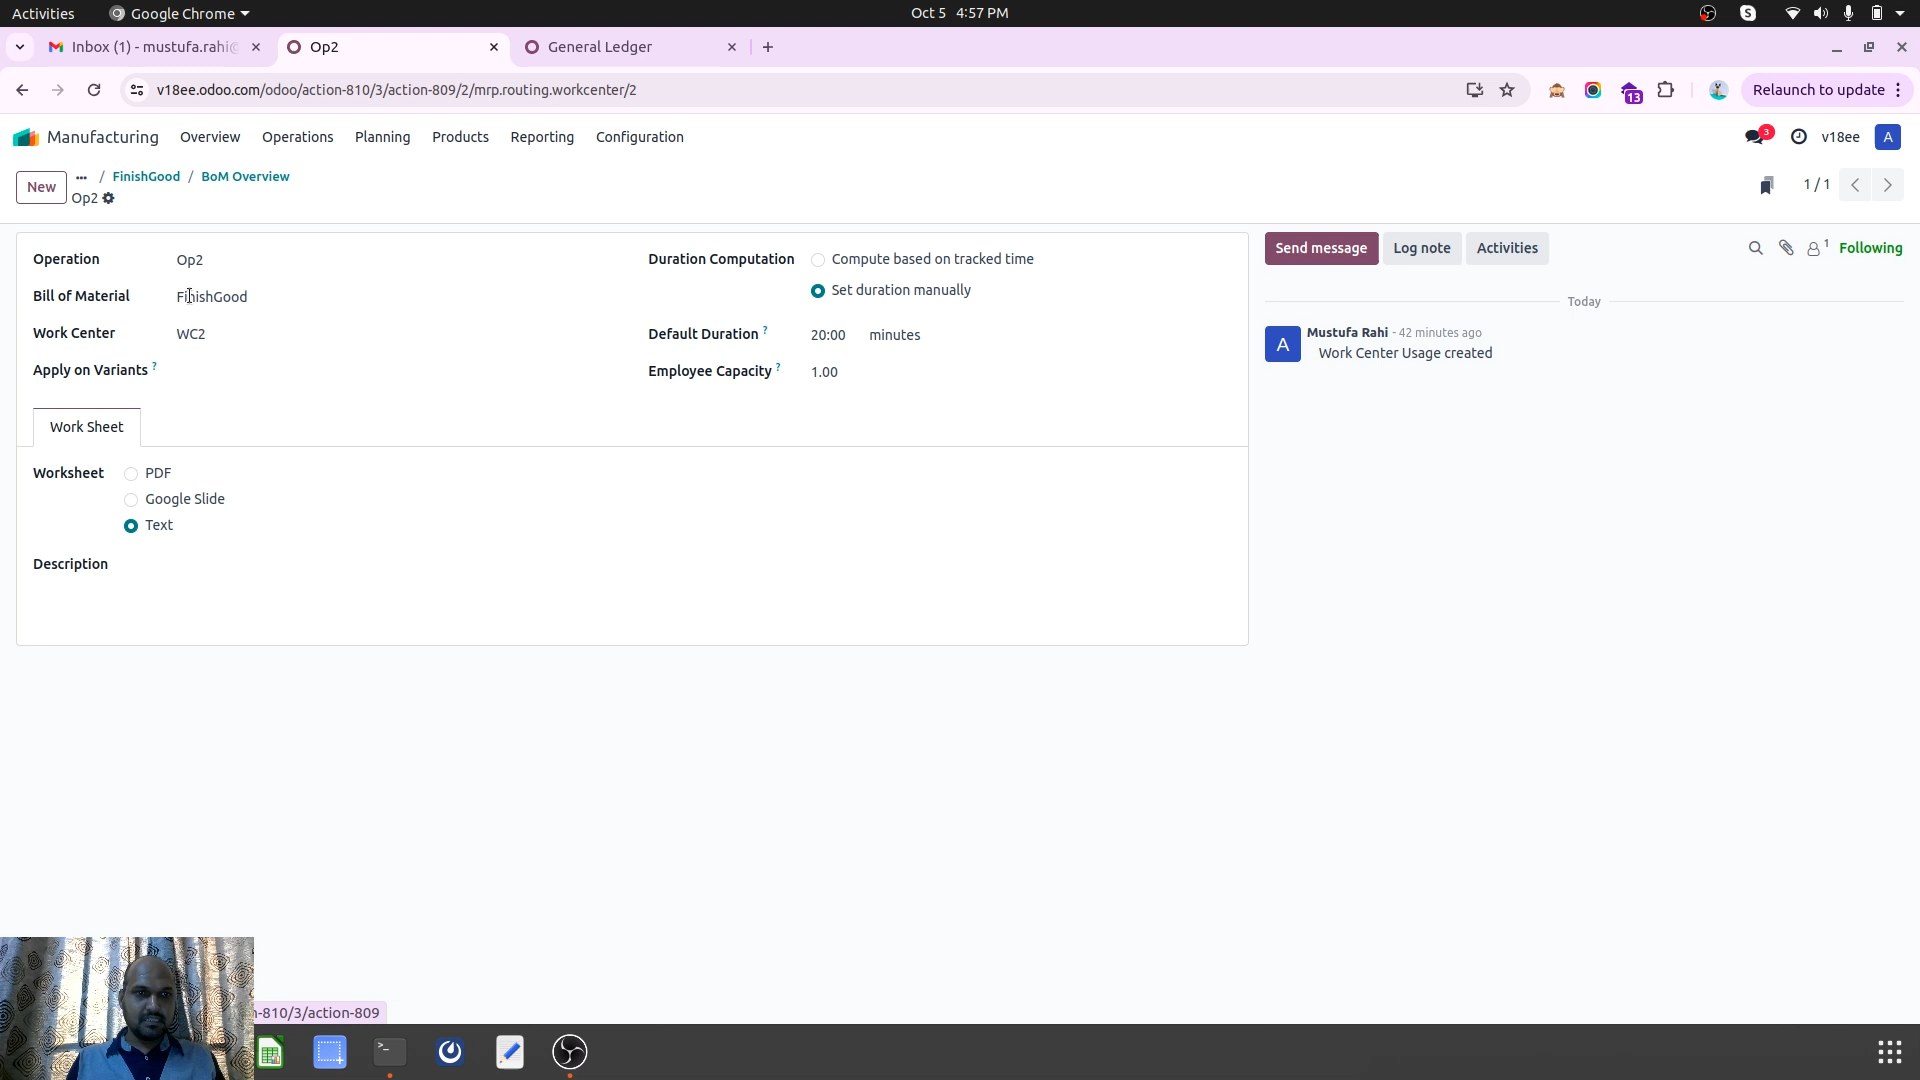 Activities Google Chrome Oct 5 4:57 PM
Inbox (1) - mustufa.rahi@ Op2 General Ledger
v18ee.odoo.com/odoo/action-810/3/action-809/2/mrp.routing.workcenter/2 13 Relaunch to update
Manufacturing Overview Operations Planning Products Reporting Configuration 3 v18ee A
New ... / FinishGood / BoM Overview 1 / 1
Op2
Operation Op2 Duration Computation Compute based on tracked time Send message Log note Activities 1 Following
Bill of Material FinishGood Set duration manually Today
Work Center WC2 Default Duration ? 20:00 minutes A Mustufa Rahi - 42 minutes ago
Work Center Usage created
Apply on Variants ? Employee Capacity ? 1.00
Work Sheet
Worksheet PDF
Google Slide
Text
Description
n-810/3/action-809